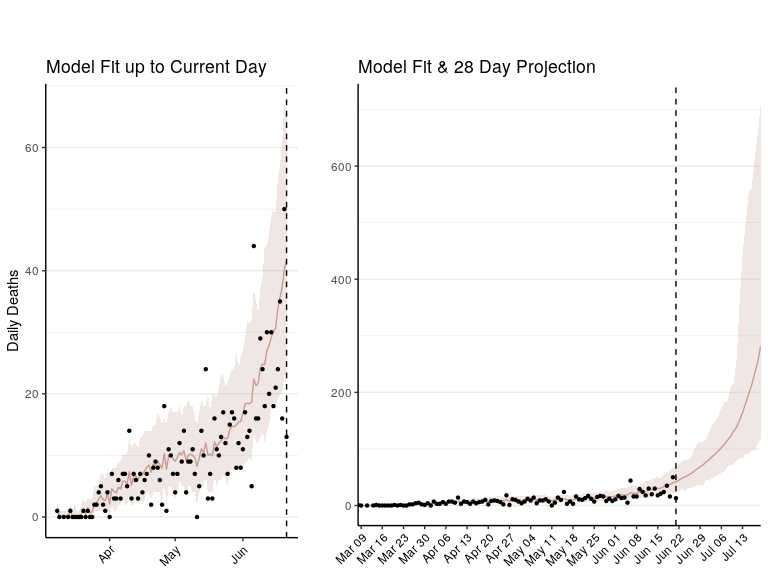 Model Fit up to Current Day
Model Fit & 28 Day Projection
Daily Deaths
60
40
20
0
Apr
May
Jun
600
400
200
0
Mar 09
Mar 16
Mar 23
Mar 30
Apr 06
Apr 13
Apr 20
Apr 27
May 04
May 11
May 18
May 25
Jun 01
Jun 08
Jun 15
Jun 22
Jun 29
Jul 06
Jul 13